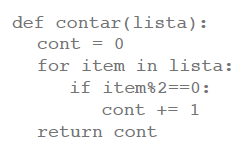 def contar(lista):
  cont = 0
  for item in lista:
    if item%2==0:
      cont += 1
  return cont